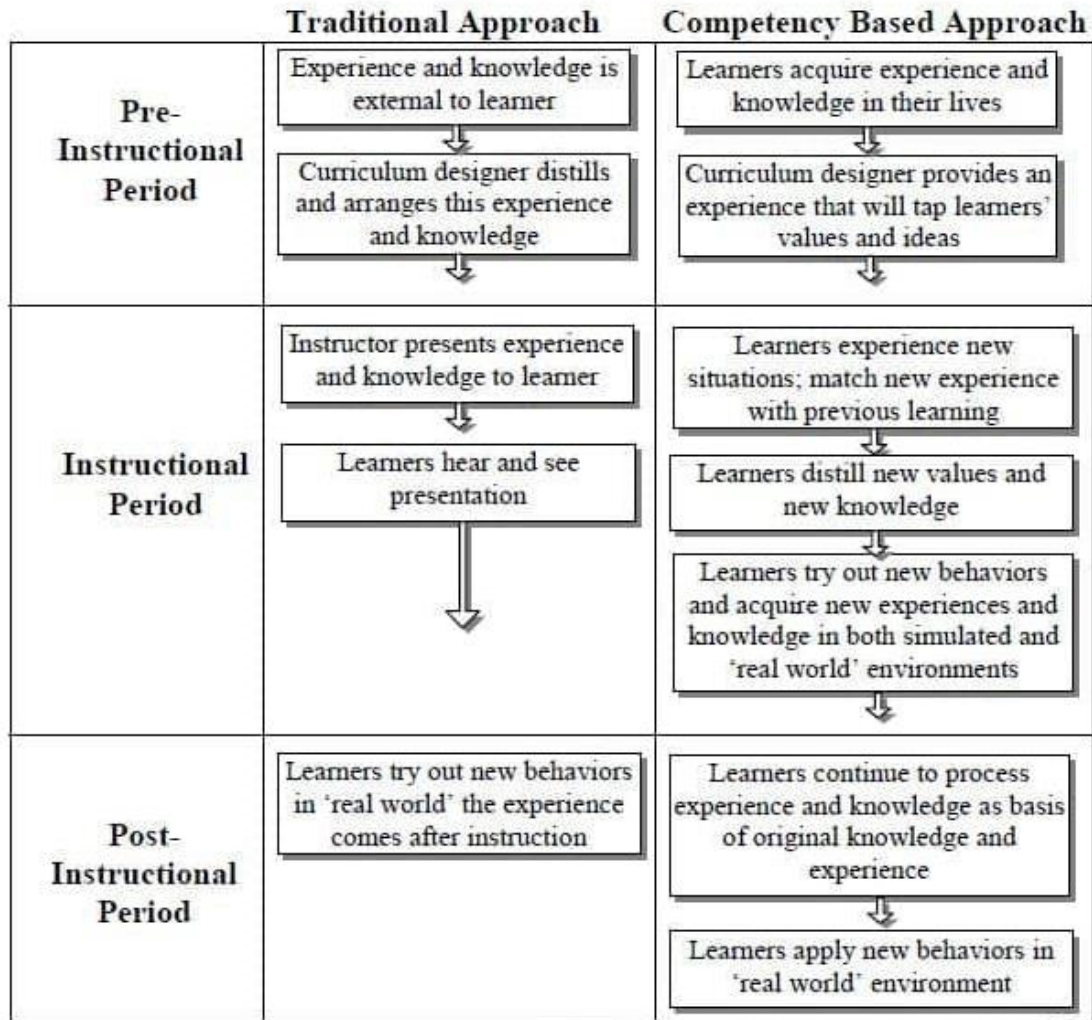 Traditional Approach
Competency Based Approach
Pre-
Instructional
Period
Experience and knowledge is
external to learner
Curriculum designer distills
and arranges this experience
and knowledge
Learners acquire experience and
knowledge in their lives
Curriculum designer provides an
experience that will tap learners’
values and ideas
Instructional
Period
Instructor presents experience
and knowledge to learner
Learners hear and see
presentation
Learners experience new
situations; match new experience
with previous learning
Learners distill new values and
new knowledge
Learners try out new behaviors
and acquire new experiences and
knowledge in both simulated and
‘real world’ environments
Post-
Instructional
Period
Learners try out new behaviors
in ‘real world’ the experience
comes after instruction
Learners continue to process
experience and knowledge as basis
of original knowledge and
experience
Learners apply new behaviors in
‘real world’ environment